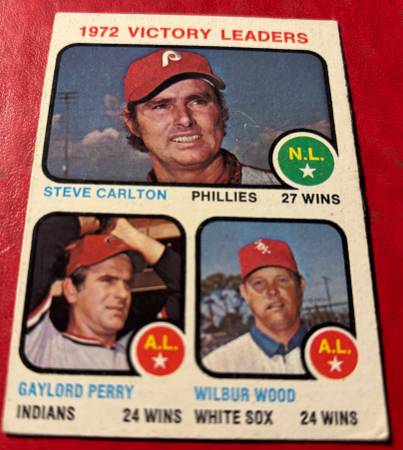 1972 VICTORY LEADERS
P
N.L.
STEVE CARLTON PHILLIES 27 WINS
SOX
A.L.
A.L.
GAYLORD PERRY
INDIANS 24 WINS
WILBUR WOOD
WHITE SOX 24 WINS